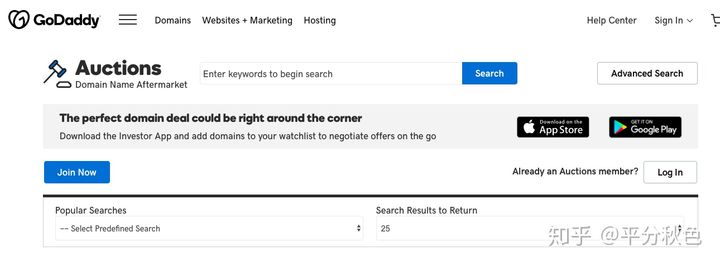 GoDaddy
Domains Websites + Marketing Hosting Help Center Sign In
Auctions
Domain Name Aftermarket
Enter keywords to begin search Search Advanced Search
The perfect domain deal could be right around the corner
Download the Investor App and add domains to your watchlist to negotiate offers on the go
Download on the App Store
GET IT ON Google Play
Join Now Already an Auctions member? Log In
Popular Searches Search Results to Return
-- Select Predefined Search 25
知乎 @平分秋色